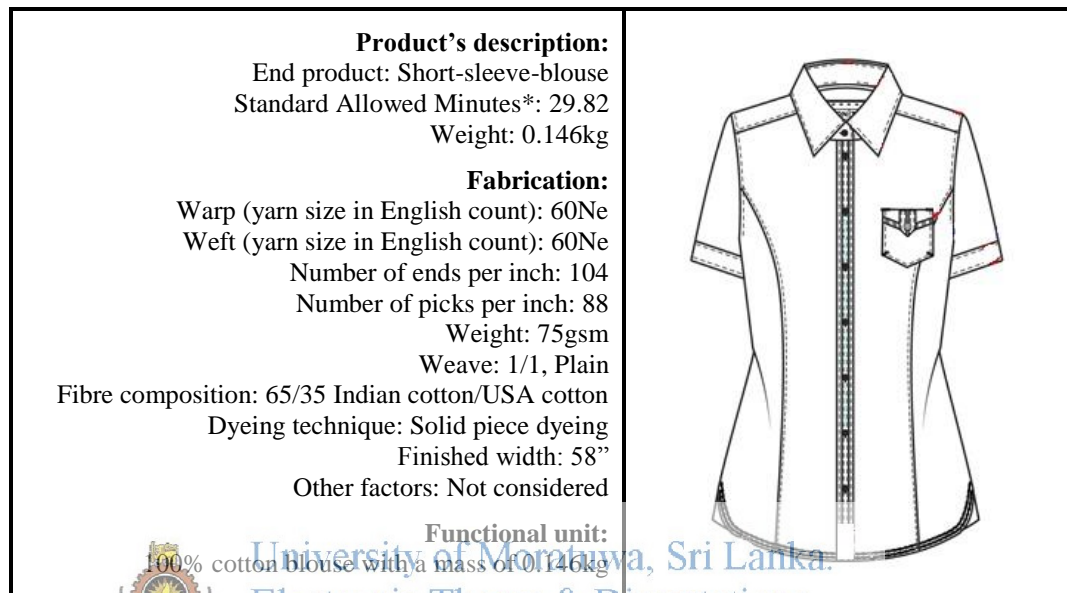 Product’s description:
End product: Short-sleeve-blouse
Standard Allowed Minutes*: 29.82
Weight: 0.146kg
Fabrication:
Warp (yarn size in English count): 60Ne
Weft (yarn size in English count): 60Ne
Number of ends per inch: 104
Number of picks per inch: 88
Weight: 75gsm
Weave: 1/1, Plain
Fibre composition: 65/35 Indian cotton/USA cotton
Dyeing technique: Solid piece dyeing
Finished width: 58”
Other factors: Not considered
Functional unit:
100% cotton blouse with a mass of 0.146kg
University of Moratuwa, Sri Lanka.